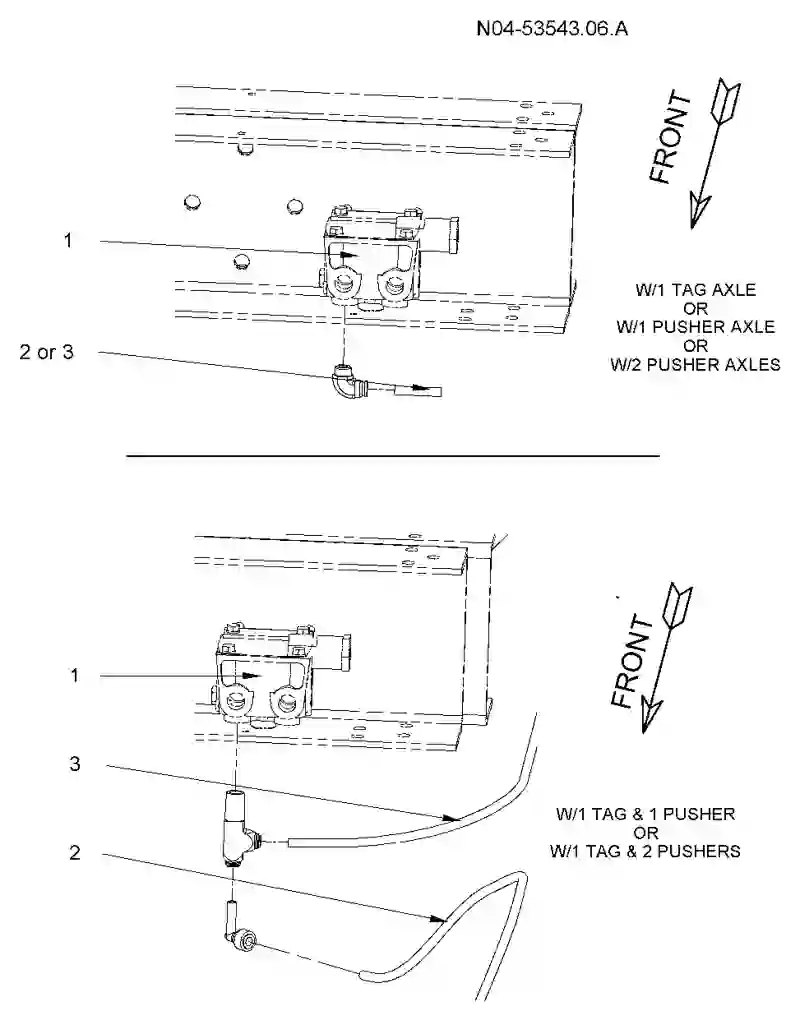 N04-53543.06.A
FRONT
1
W/1 TAG AXLE
OR
W/1 PUSHER AXLE
OR
W/2 PUSHER AXLES
2 or 3
FRONT
1
3
W/1 TAG & 1 PUSHER
OR
W/1 TAG & 2 PUSHERS
2